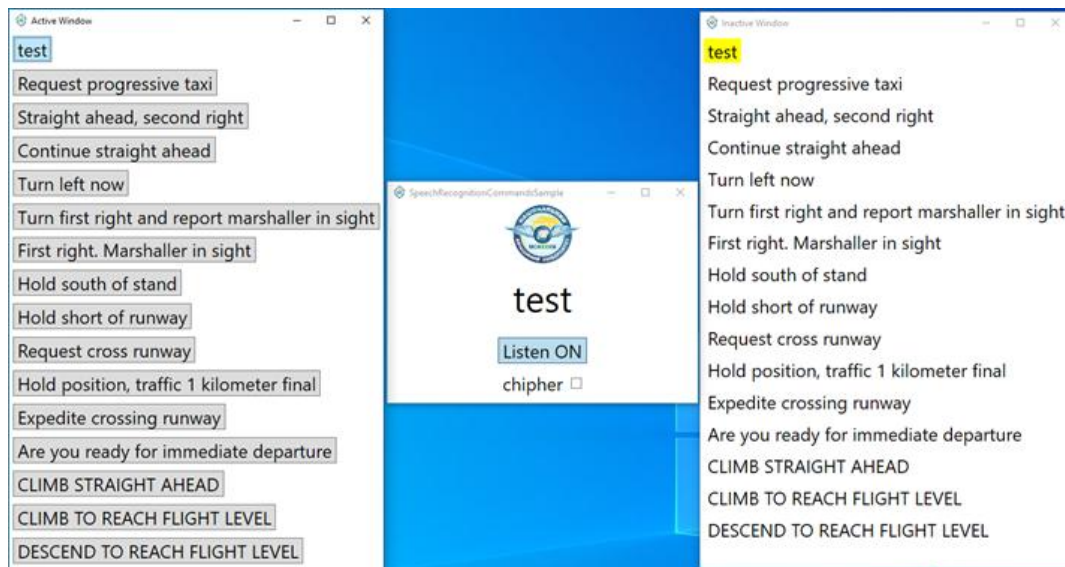 Active Window
test
Request progressive taxi
Straight ahead, second right
Continue straight ahead
Turn left now
Turn first right and report marshaller in sight
First right. Marshaller in sight
Hold south of stand
Hold short of runway
Request cross runway
Hold position, traffic 1 kilometer final
Expedite crossing runway
Are you ready for immediate departure
CLIMB STRAIGHT AHEAD
CLIMB TO REACH FLIGHT LEVEL
DESCEND TO REACH FLIGHT LEVEL
SpeechRecognitionCommandsSample
test
Listen ON
chipher
Inactive Window
test
Request progressive taxi
Straight ahead, second right
Continue straight ahead
Turn left now
Turn first right and report marshaller in sight
First right. Marshaller in sight
Hold south of stand
Hold short of runway
Request cross runway
Hold position, traffic 1 kilometer final
Expedite crossing runway
Are you ready for immediate departure
CLIMB STRAIGHT AHEAD
CLIMB TO REACH FLIGHT LEVEL
DESCEND TO REACH FLIGHT LEVEL